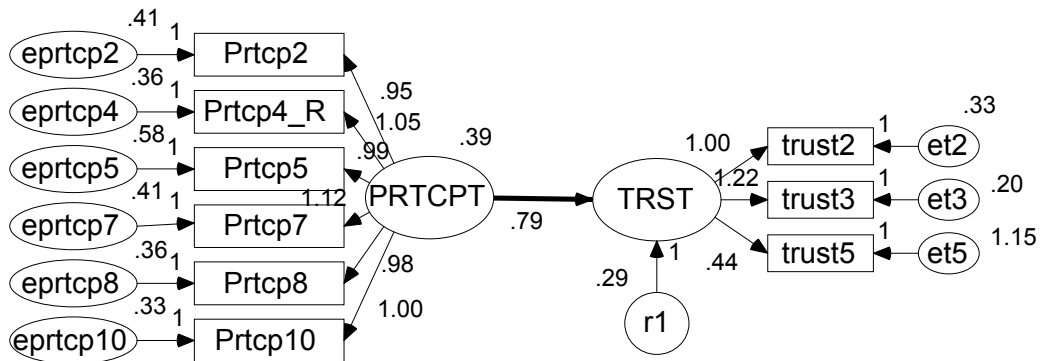 .41
1
eprtcp2
Prtcp2
.36
1
eprtcp4
Prtcp4_R
.58
1
eprtcp5
Prtcp5
.41
1
eprtcp7
Prtcp7
.36
1
eprtcp8
Prtcp8
.33
1
eprtcp10
Prtcp10
.95
1.05
.99
1.12
.98
1.00
.39
PRTCPT
.79
TRST
1
.29
r1
1.00
1.22
.44
trust2
1
et2
.33
trust3
1
et3
.20
trust5
1
et5
1.15